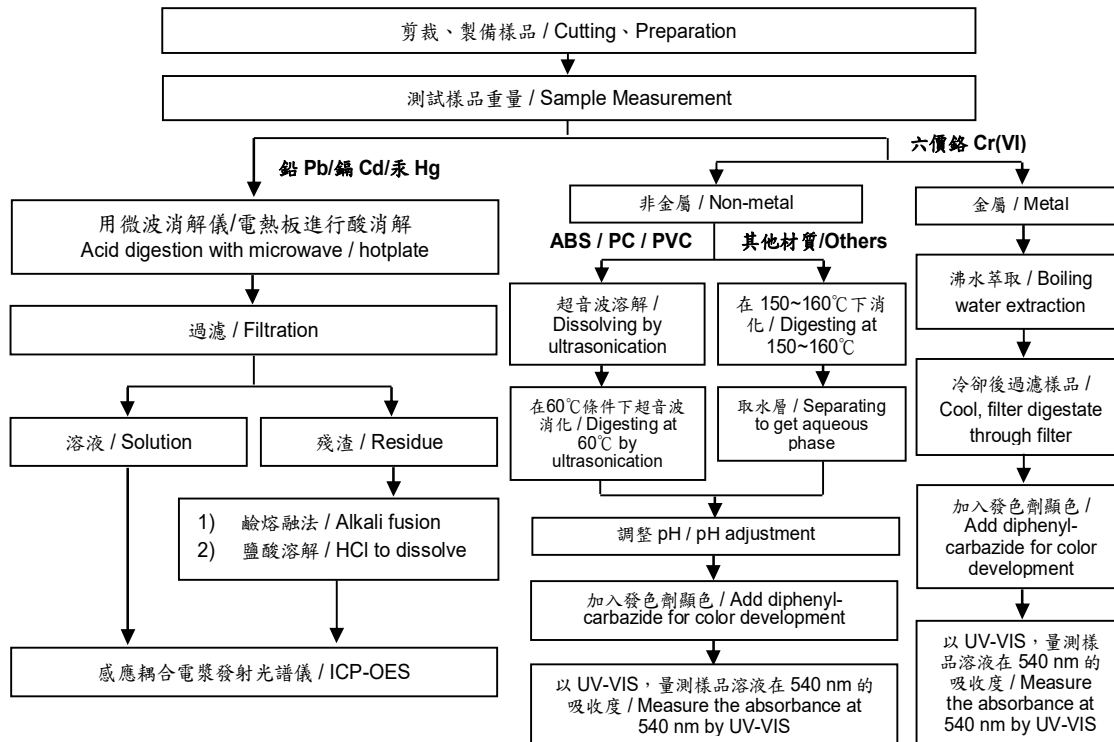 剪裁、製備樣品 / Cutting、Preparation
測試樣品重量 / Sample Measurement
鉛 Pb/鎘 Cd/汞 Hg
六價鉻 Cr(VI)
用微波消解儀/電熱板進行酸消解
Acid digestion with microwave / hotplate
過濾 / Filtration
溶液 / Solution
殘渣 / Residue
1) 鹼熔融法 / Alkali fusion
2) 鹽酸溶解 / HCl to dissolve
感應耦合電漿發射光譜儀 / ICP-OES
非金屬 / Non-metal
ABS / PC / PVC
其他材質/Others
超音波溶解 /
Dissolving by
ultrasonication
在60℃條件下超音波
消化 / Digesting at
60℃ by
ultrasonication
在 150~160℃下消
化 / Digesting at
150~160℃
取水層 / Separating
to get aqueous
phase
調整 pH / pH adjustment
加入發色劑顯色 / Add diphenyl-
carbazide for color development
以 UV-VIS，量測樣品溶液在 540 nm 的
吸收度 / Measure the absorbance at
540 nm by UV-VIS
金屬 / Metal
沸水萃取 / Boiling
water extraction
冷卻後過濾樣品 /
Cool, filter digestate
through filter
加入發色劑顯色 /
Add diphenyl-
carbazide for color
development
以 UV-VIS，量測樣
品溶液在 540 nm 的
吸收度 / Measure
the absorbance at
540 nm by UV-VIS